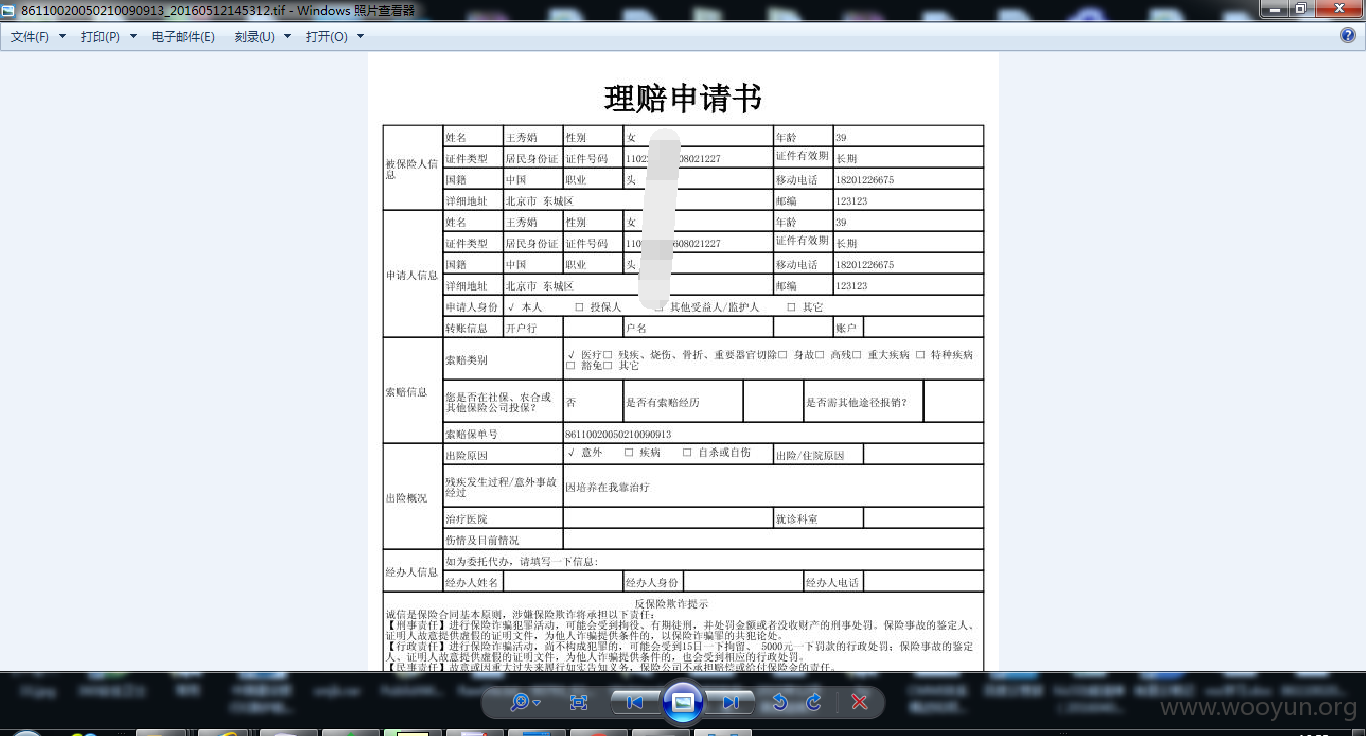 86110020050210090913_20160512145312.tif - Windows 照片查看器
文件(F) 打印(P) 电子邮件(E) 刻录(U) 打开(O)
理赔申请书
被保险人信息
姓名 王秀娟 性别 女 年龄 39
证件类型 居民身份证 证件号码 1102 08021227 证件有效期 长期
国籍 中国 职业 头 移动电话 18201226675
详细地址 北京市 东城区 邮编 123123
申请人信息
姓名 王秀娟 性别 女 年龄 39
证件类型 居民身份证 证件号码 1102 608021227 证件有效期 长期
国籍 中国 职业 头 移动电话 18201226675
详细地址 北京市 东城区 邮编 123123
申请人身份 √ 本人 □ 投保人 □ 其他受益人/监护人 □ 其它
转账信息 开户行 户名 账户
索赔信息
索赔类别 √ 医疗□ 残疾、烧伤、骨折、重要器官切除□ 身故□ 高残□ 重大疾病 □ 特种疾病
□ 豁免□ 其它
您是否在社保、农合或其他保险公司投保? 否 是否有索赔经历 是否需其他途径报销?
索赔保单号 86110020050210090913
出险概况
出险原因 √ 意外 □ 疾病 □ 自杀或自伤 出险/住院原因
残疾发生过程/意外事故经过 因培养在我靠治疗
治疗医院 就诊科室
伤情及目前情况
经办人信息
如为委托代办，请填写一下信息:
经办人姓名 经办人身份 经办人电话
反保险欺诈提示
诚信是保险合同基本原则，涉嫌保险欺诈将承担以下责任:
【刑事责任】进行保险诈骗犯罪活动，可能会受到拘役、有期徒刑，并处罚金额或者没收财产的刑事处罚。保险事故的鉴定人、
证明人故意提供虚假的证明文件，为他人诈骗提供条件的，以保险诈骗罪的共犯论处。
【行政责任】进行保险诈骗活动，尚不构成犯罪的，可能会受到15日一下拘留、 5000元一下罚款的行政处罚；保险事故的鉴定
人、证明人故意提供虚假的证明文件，为他人诈骗提供条件的，也会受到相应的行政处罚。
【民事责任】故意或因重大过失未履行如实告知义务，保险公司不承担赔偿或给付保险金的责任。
www.wooyun.org